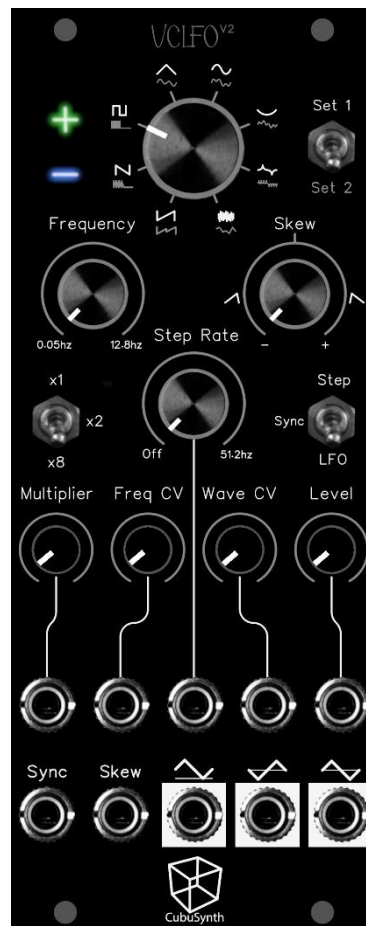 VCLFO V2
Set 1
Set 2
Frequency
Skew
0.05hz
12.8hz
Step Rate
-
+
x1
x2
x8
Off
51.2hz
Step
Sync
LFO
Multiplier
Freq CV
Wave CV
Level
Sync
Skew
CubuSynth